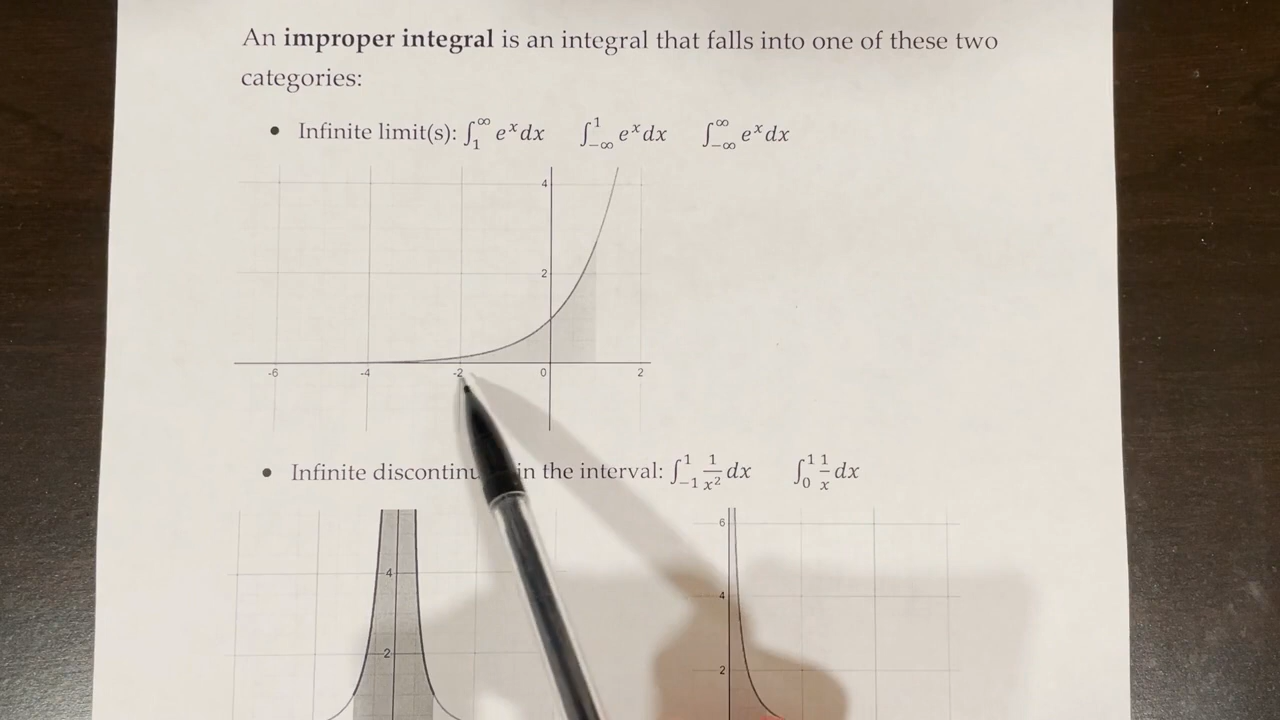 An improper integral is an integral that falls into one of these two
categories:
• Infinite limit(s): ∫₁^∞ eˣdx ∫₋∞^1 eˣdx ∫₋∞^∞ eˣdx
4
2
-6 -4 -2 0 2
• Infinite discontinu in the interval: ∫₋₁^1 1/x² dx ∫₀^1 1/x dx
6
4 4
2 2